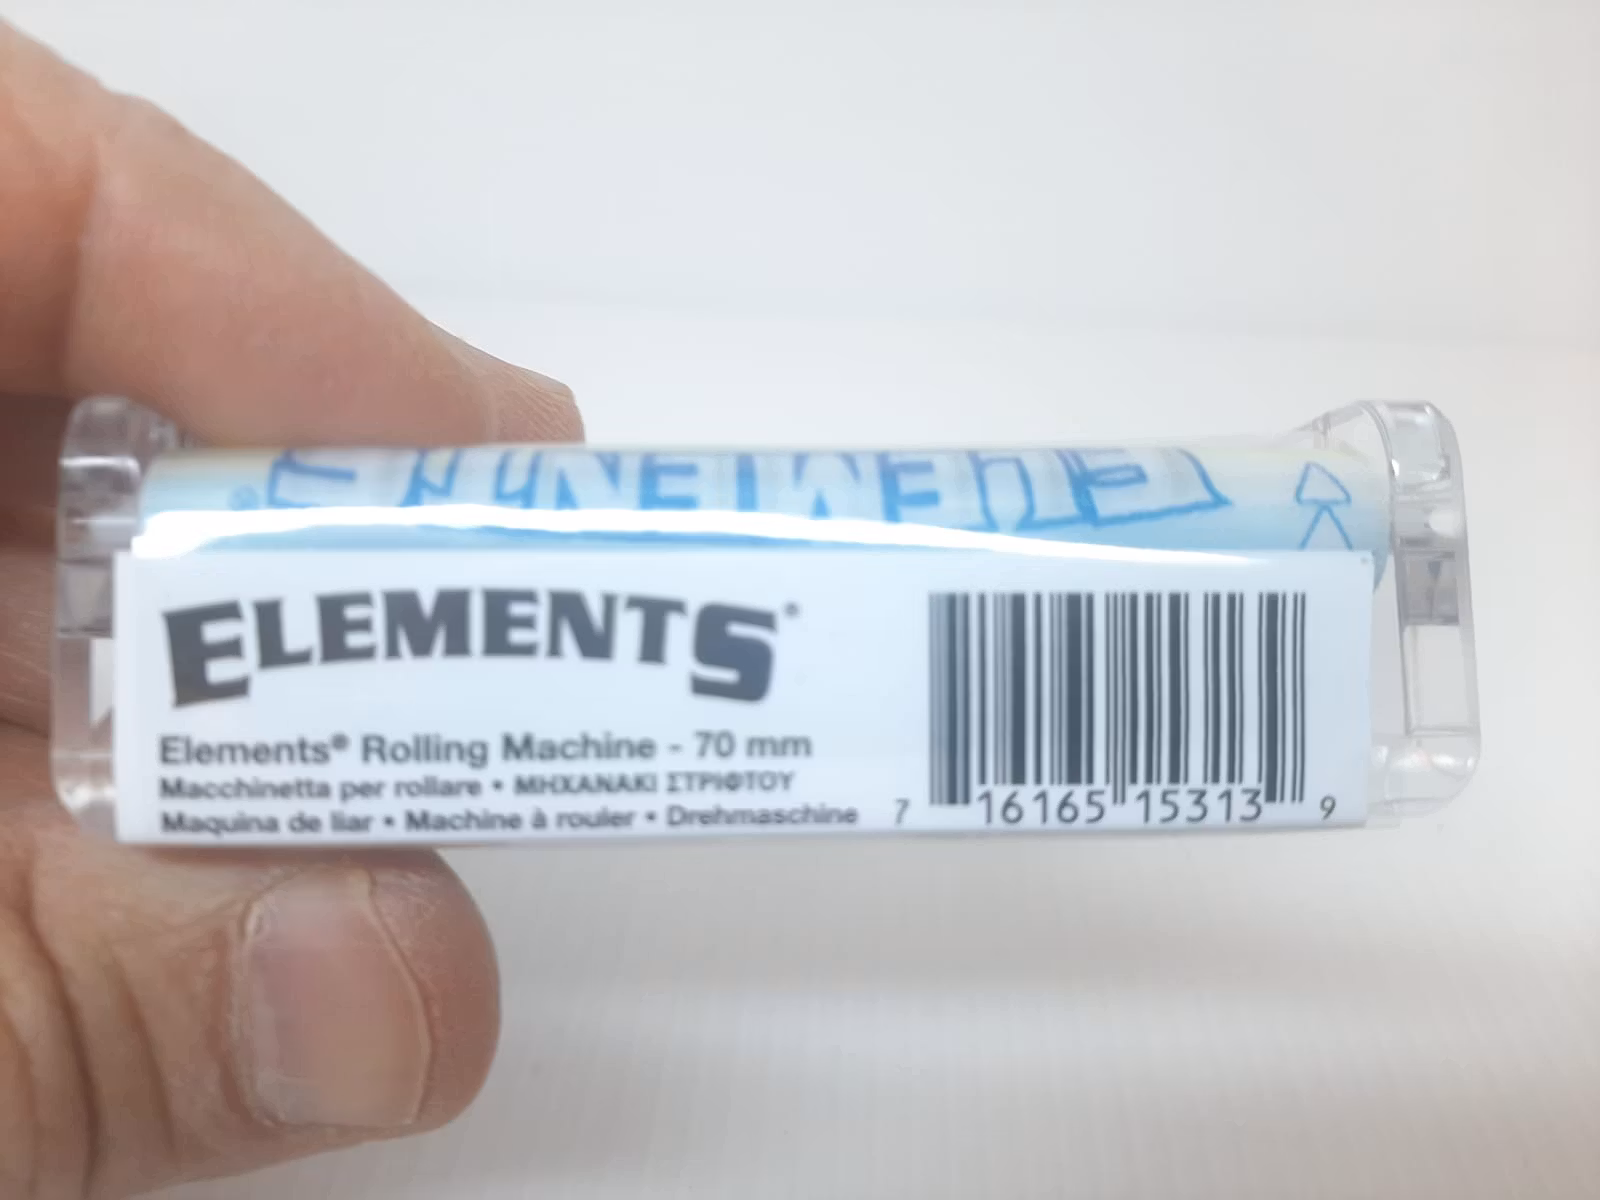 ELEMENTS®
ELEMENTS®
Elements® Rolling Machine - 70 mm
Macchinetta per rollare • ΜΗΧΑΝΑΚΙ ΣΤΡΙΦΤΟΥ
Maquina de liar • Machine à rouler • Drehmaschine
7 16165 15313 9